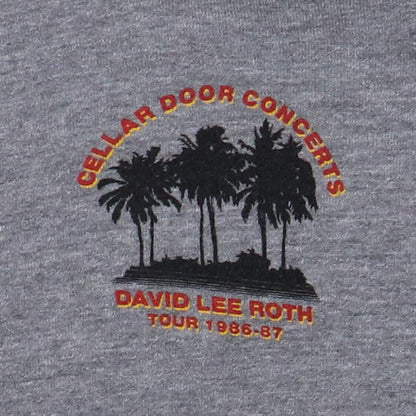 CELLAR DOOR CONCERTS
DAVID LEE ROTH
TOUR 1986-87